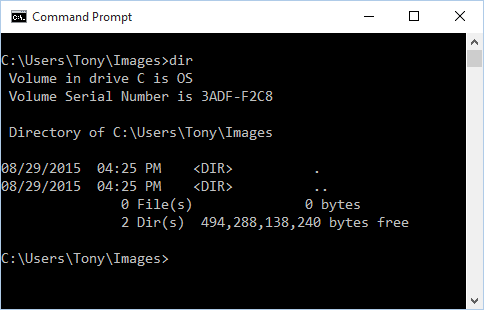 Command Prompt
C:\Users\Tony\Images>dir
 Volume in drive C is OS
 Volume Serial Number is 3ADF-F2C8
 Directory of C:\Users\Tony\Images
08/29/2015  04:25 PM    <DIR>          .
08/29/2015  04:25 PM    <DIR>          ..
               0 File(s)              0 bytes
               2 Dir(s)  494,288,138,240 bytes free
C:\Users\Tony\Images>